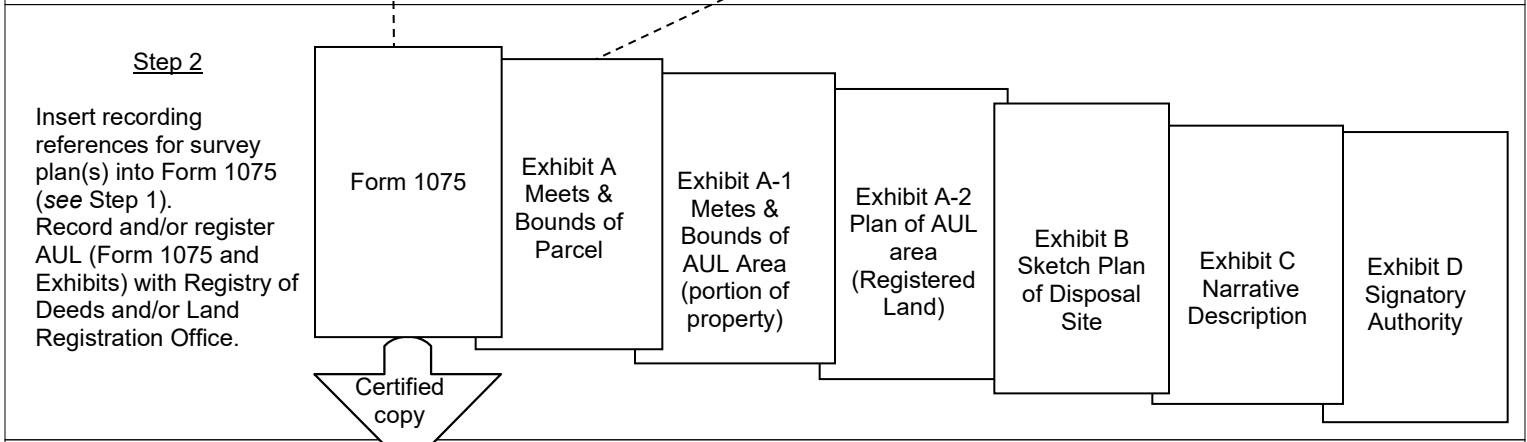 Step 2
Insert recording
references for survey
plan(s) into Form 1075
(see Step 1).
Record and/or register
AUL (Form 1075 and
Exhibits) with Registry of
Deeds and/or Land
Registration Office.
Form 1075
Exhibit A
Meets &
Bounds of
Parcel
Exhibit A-1
Metes &
Bounds of
AUL Area
(portion of
property)
Exhibit A-2
Plan of AUL
area
(Registered
Land)
Exhibit B
Sketch Plan
of Disposal
Site
Exhibit C
Narrative
Description
Exhibit D
Signatory
Authority
Certified
copy